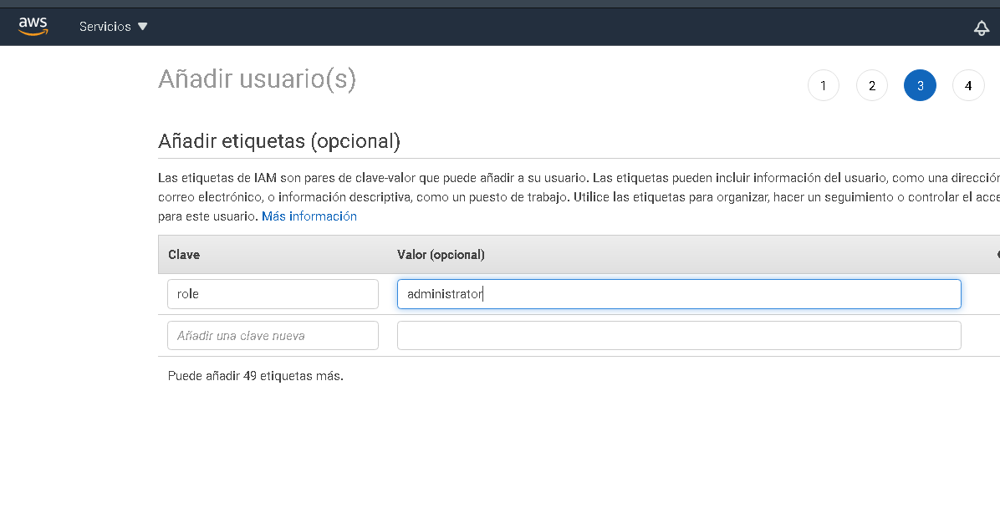 aws
Servicios
Añadir usuario(s)
1 2 3 4
Añadir etiquetas (opcional)
Las etiquetas de IAM son pares de clave-valor que puede añadir a su usuario. Las etiquetas pueden incluir información del usuario, como una dirección
correo electrónico, o información descriptiva, como un puesto de trabajo. Utilice las etiquetas para organizar, hacer un seguimiento o controlar el acce
para este usuario. Más información
Clave Valor (opcional)
role administrator
Añadir una clave nueva
Puede añadir 49 etiquetas más.